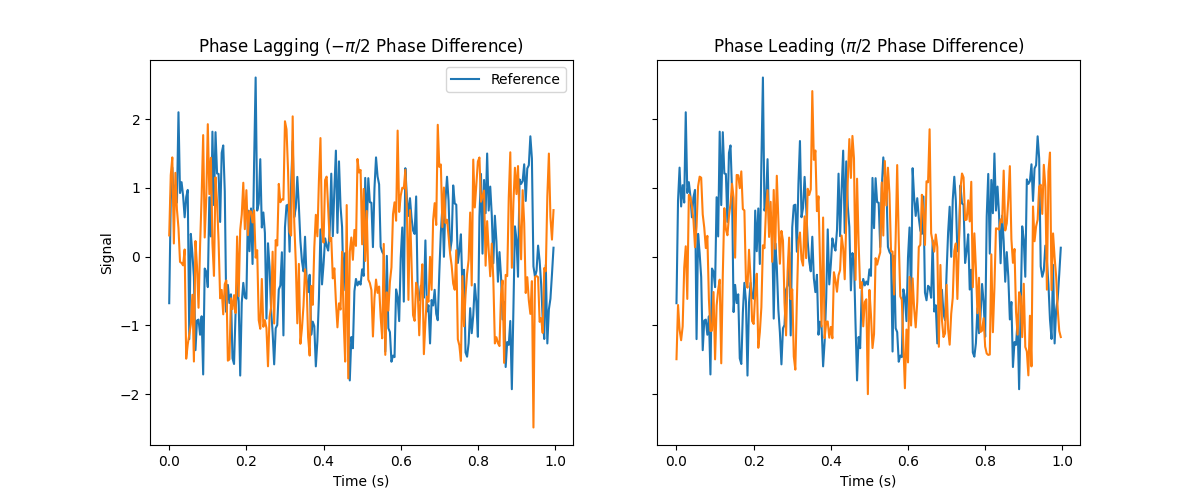 Phase Lagging (−π/2 Phase Difference)
Phase Leading (π/2 Phase Difference)
Reference
Signal
2
1
0
−1
−2
0.0 0.2 0.4 0.6 0.8 1.0
0.0 0.2 0.4 0.6 0.8 1.0
Time (s)
Time (s)